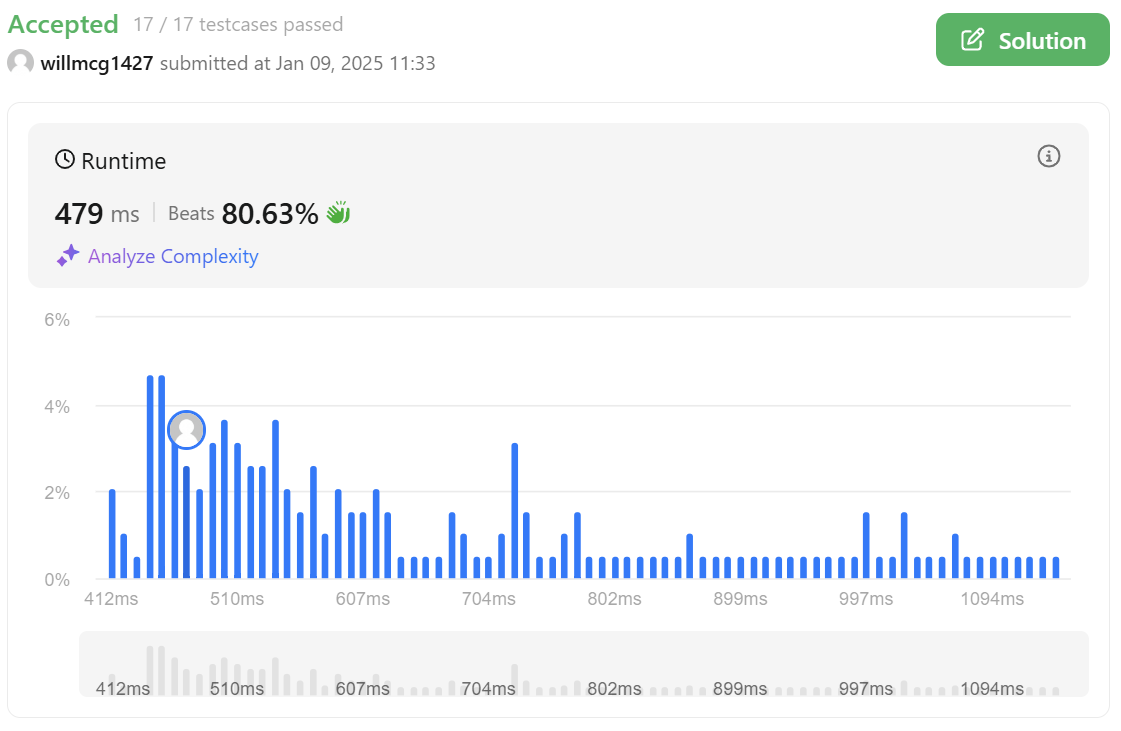 Accepted 17 / 17 testcases passed
Solution
willmcg1427 submitted at Jan 09, 2025 11:33
Runtime
479 ms Beats 80.63%
Analyze Complexity
6%
4%
2%
0%
412ms 510ms 607ms 704ms 802ms 899ms 997ms 1094ms
412ms 510ms 607ms 704ms 802ms 899ms 997ms 1094ms